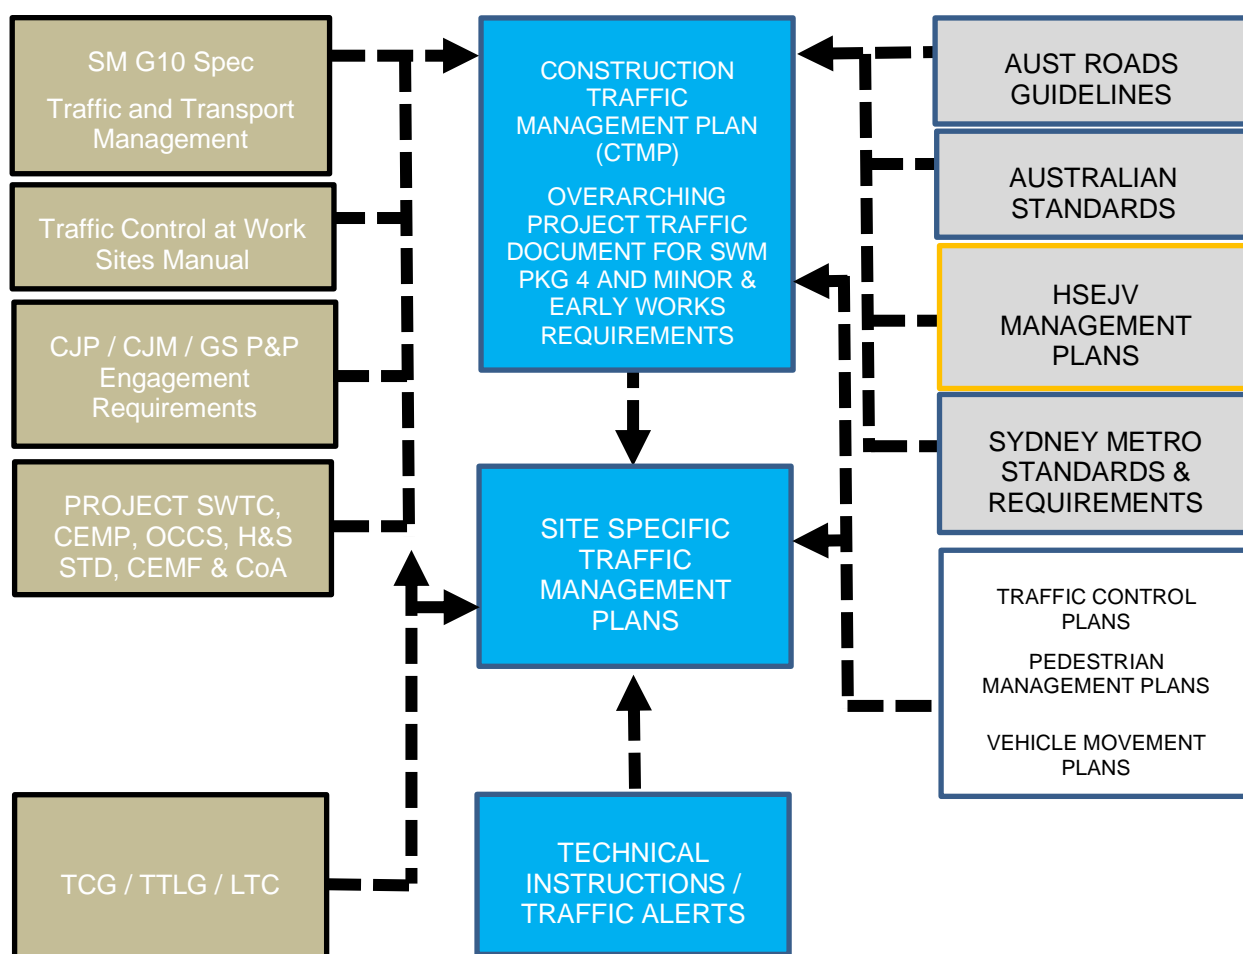 SM G10 Spec
Traffic and Transport
Management
Traffic Control at Work
Sites Manual
CJP / CJM / GS P&P
Engagement
Requirements
PROJECT SWTC,
CEMP, OCCS, H&S
STD, CEMF & CoA
TCG / TTLG / LTC
CONSTRUCTION
TRAFFIC
MANAGEMENT PLAN
(CTMP)
OVERARCHING
PROJECT TRAFFIC
DOCUMENT FOR SWM
PKG 4 AND MINOR &
EARLY WORKS
REQUIREMENTS
SITE SPECIFIC
TRAFFIC
MANAGEMENT
PLANS
TECHNICAL
INSTRUCTIONS /
TRAFFIC ALERTS
AUST ROADS
GUIDELINES
AUSTRALIAN
STANDARDS
HSEJV
MANAGEMENT
PLANS
SYDNEY METRO
STANDARDS &
REQUIREMENTS
TRAFFIC CONTROL
PLANS
PEDESTRIAN
MANAGEMENT PLANS
VEHICLE MOVEMENT
PLANS